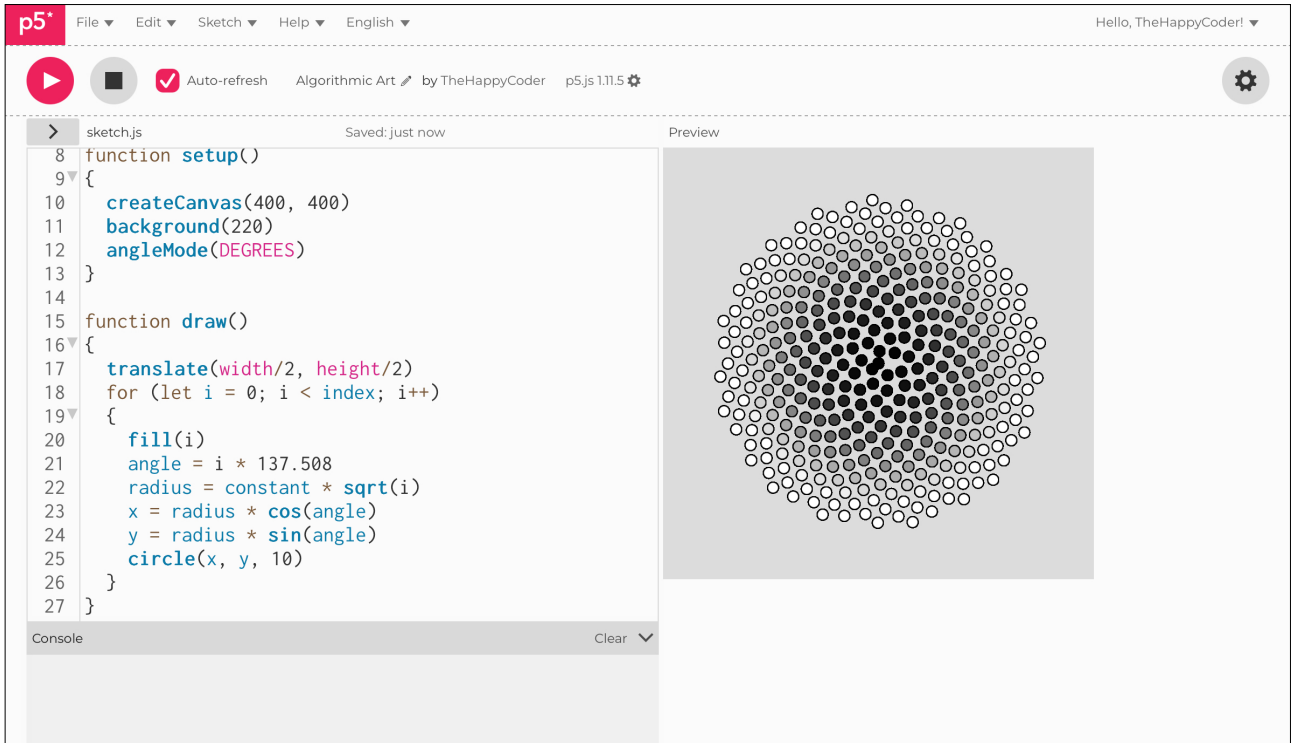 p5* File Edit Sketch Help English Hello, TheHappyCoder!
Auto-refresh Algorithmic Art by TheHappyCoder p5.js 1.11.5
sketch.js Saved: just now Preview
8 function setup()
9 {
10 createCanvas(400, 400)
11 background(220)
12 angleMode(DEGREES)
13 }
14
15 function draw()
16 {
17 translate(width/2, height/2)
18 for (let i = 0; i < index; i++)
19 {
20 fill(i)
21 angle = i * 137.508
22 radius = constant * sqrt(i)
23 x = radius * cos(angle)
24 y = radius * sin(angle)
25 circle(x, y, 10)
26 }
27 }
Console Clear